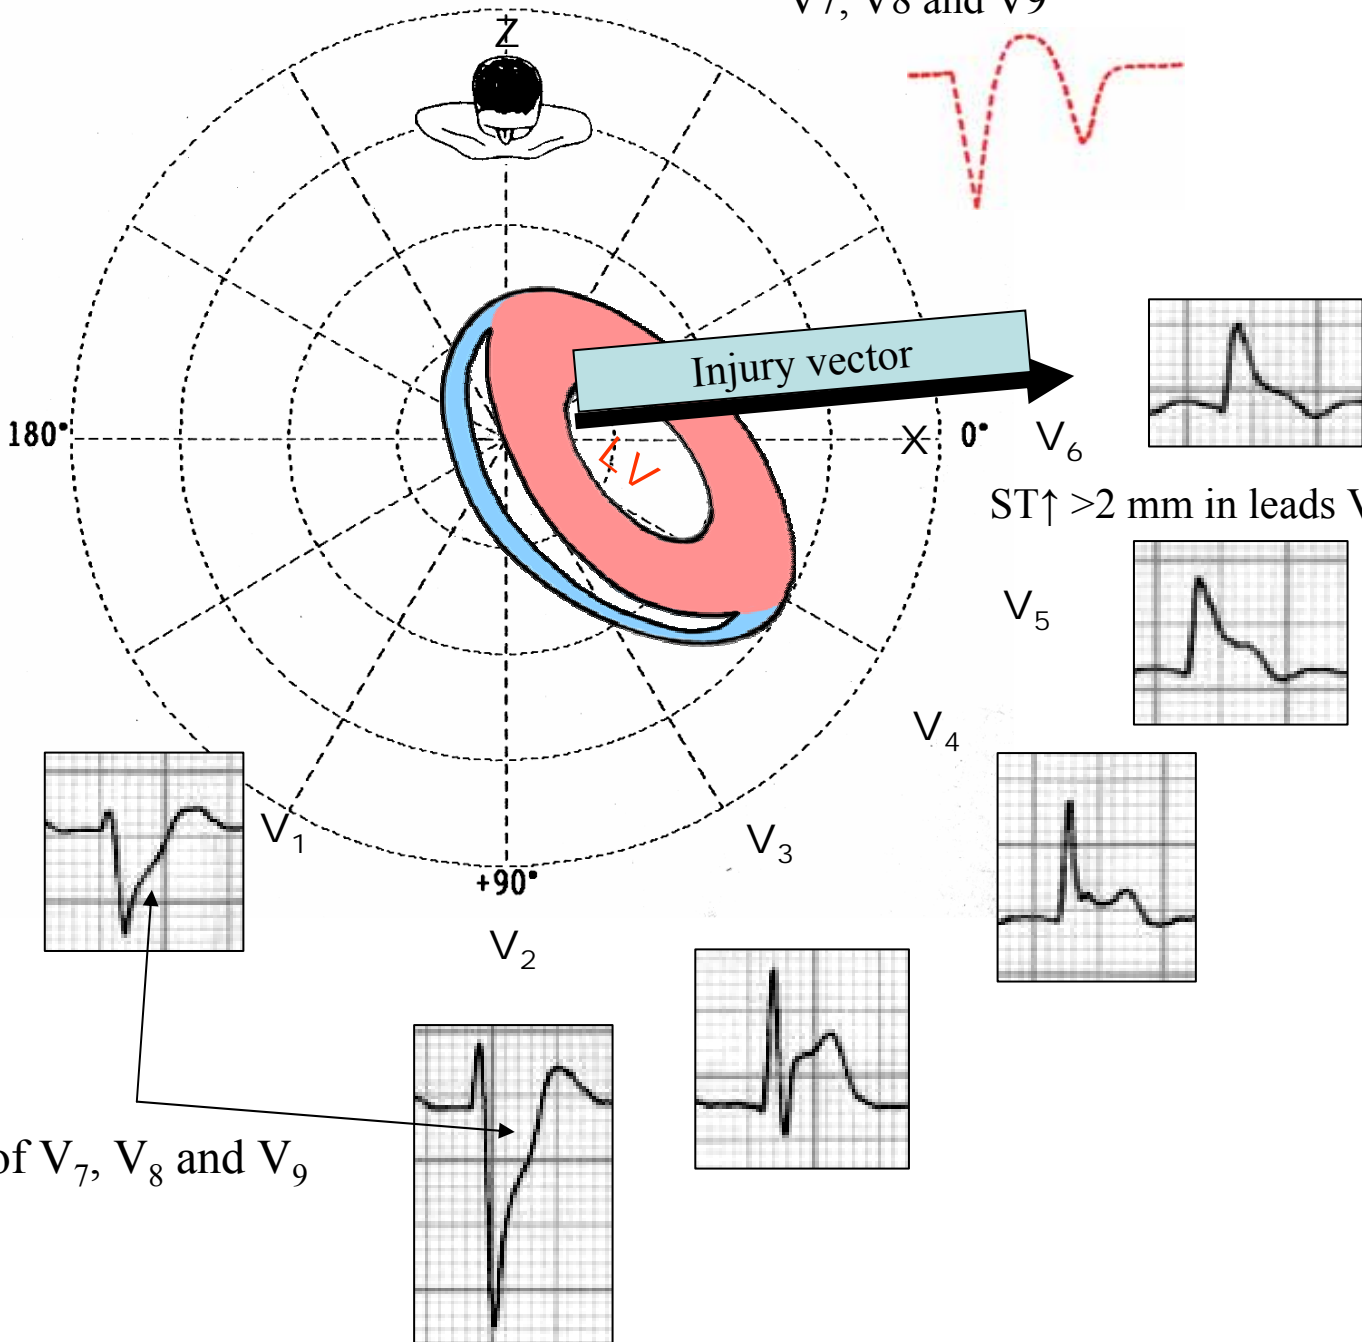 V7, V8 and V9
Z
Injury vector
180°
X 0° V₆
LV
ST↑ >2 mm in leads V
V₅
V₄
V₁
V₃
+90°
V₂
of V₇, V₈ and V₉